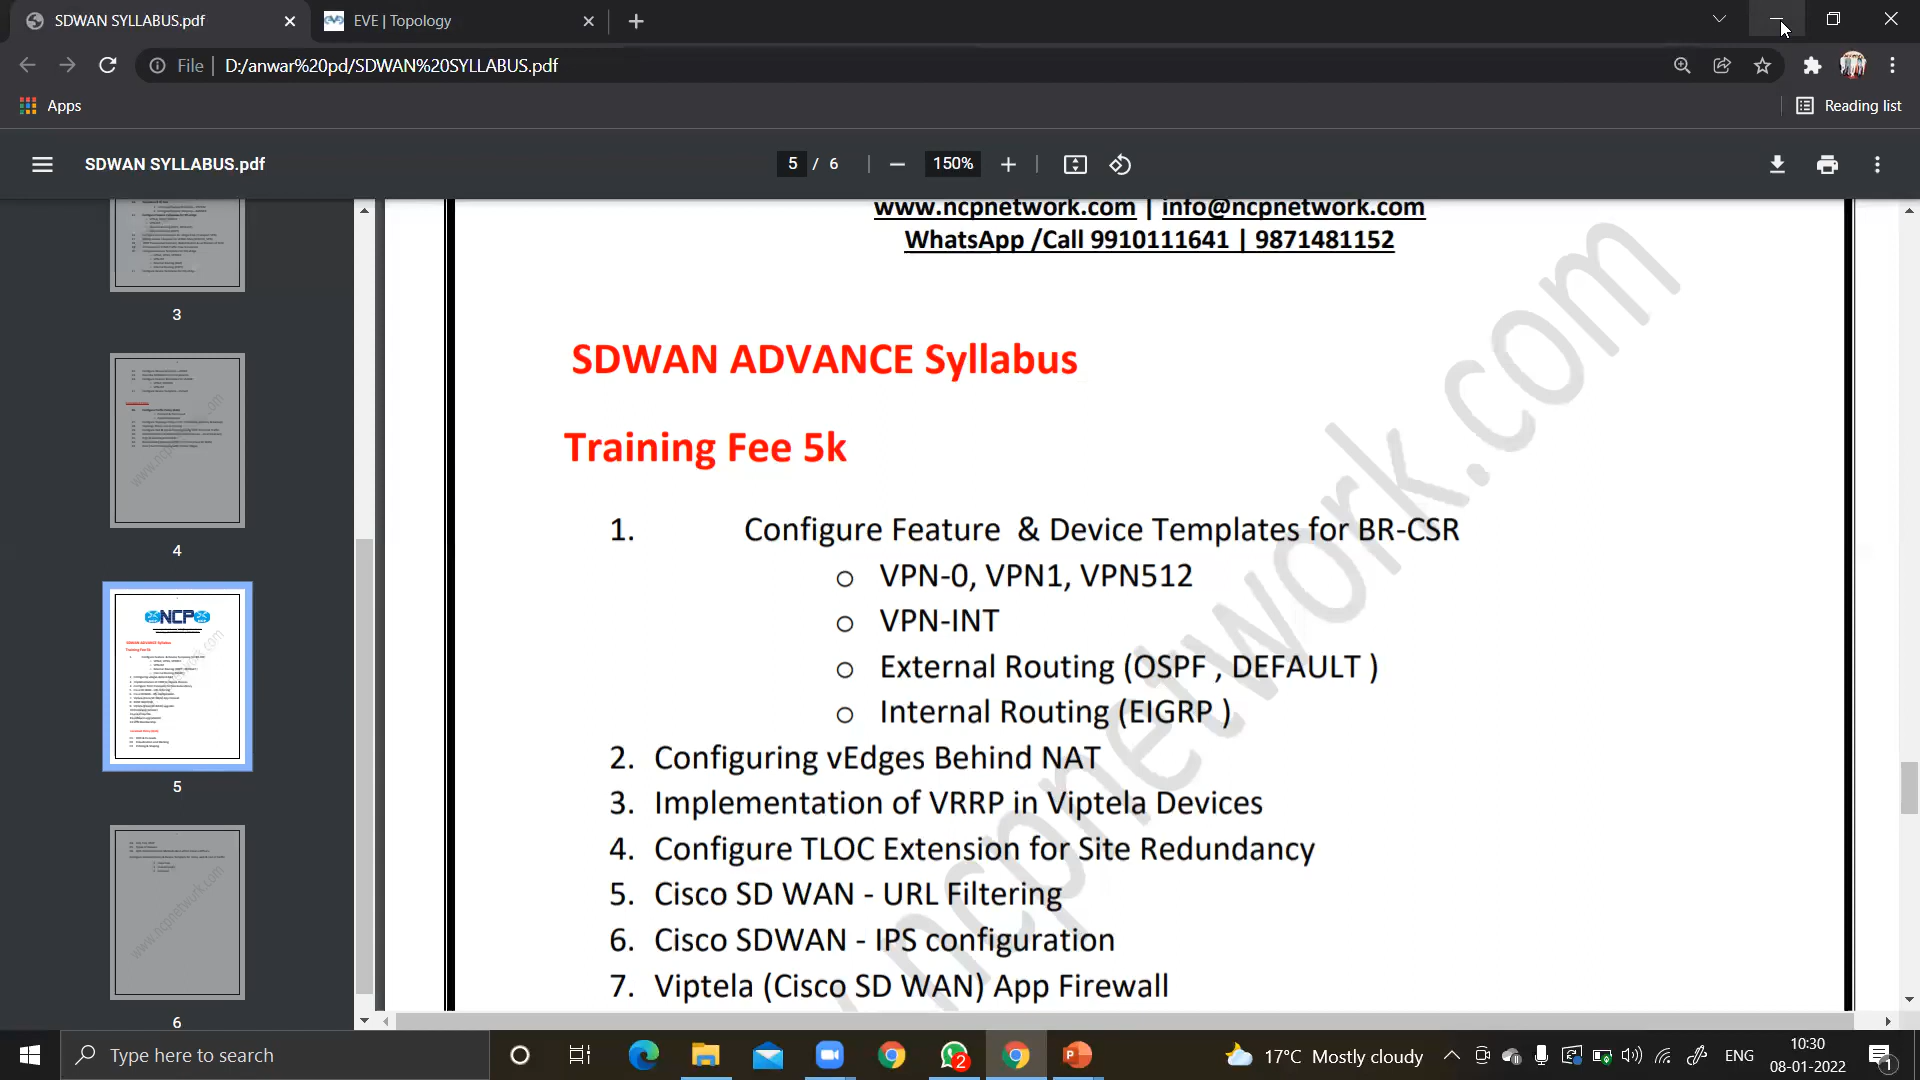 SDWAN SYLLABUS.pdf
EVE | Topology
File
D:/anwar%20pd/SDWAN%20SYLLABUS.pdf
Apps
Reading list
SDWAN SYLLABUS.pdf
5 / 6
150%
3
4
5
6
NCP
www.ncpnetwork.com | info@ncpnetwork.com
WhatsApp /Call 9910111641 | 9871481152
SDWAN ADVANCE Syllabus
Training Fee 5k
1. Configure Feature & Device Templates for BR-CSR
o VPN-0, VPN1, VPN512
o VPN-INT
o External Routing (OSPF , DEFAULT )
o Internal Routing (EIGRP )
2. Configuring vEdges Behind NAT
3. Implementation of VRRP in Viptela Devices
4. Configure TLOC Extension for Site Redundancy
5. Cisco SD WAN - URL Filtering
6. Cisco SDWAN - IPS configuration
7. Viptela (Cisco SD WAN) App Firewall
www.ncpnetwork.com
Type here to search
2
17°C Mostly cloudy
ENG
10:30
08-01-2022
1